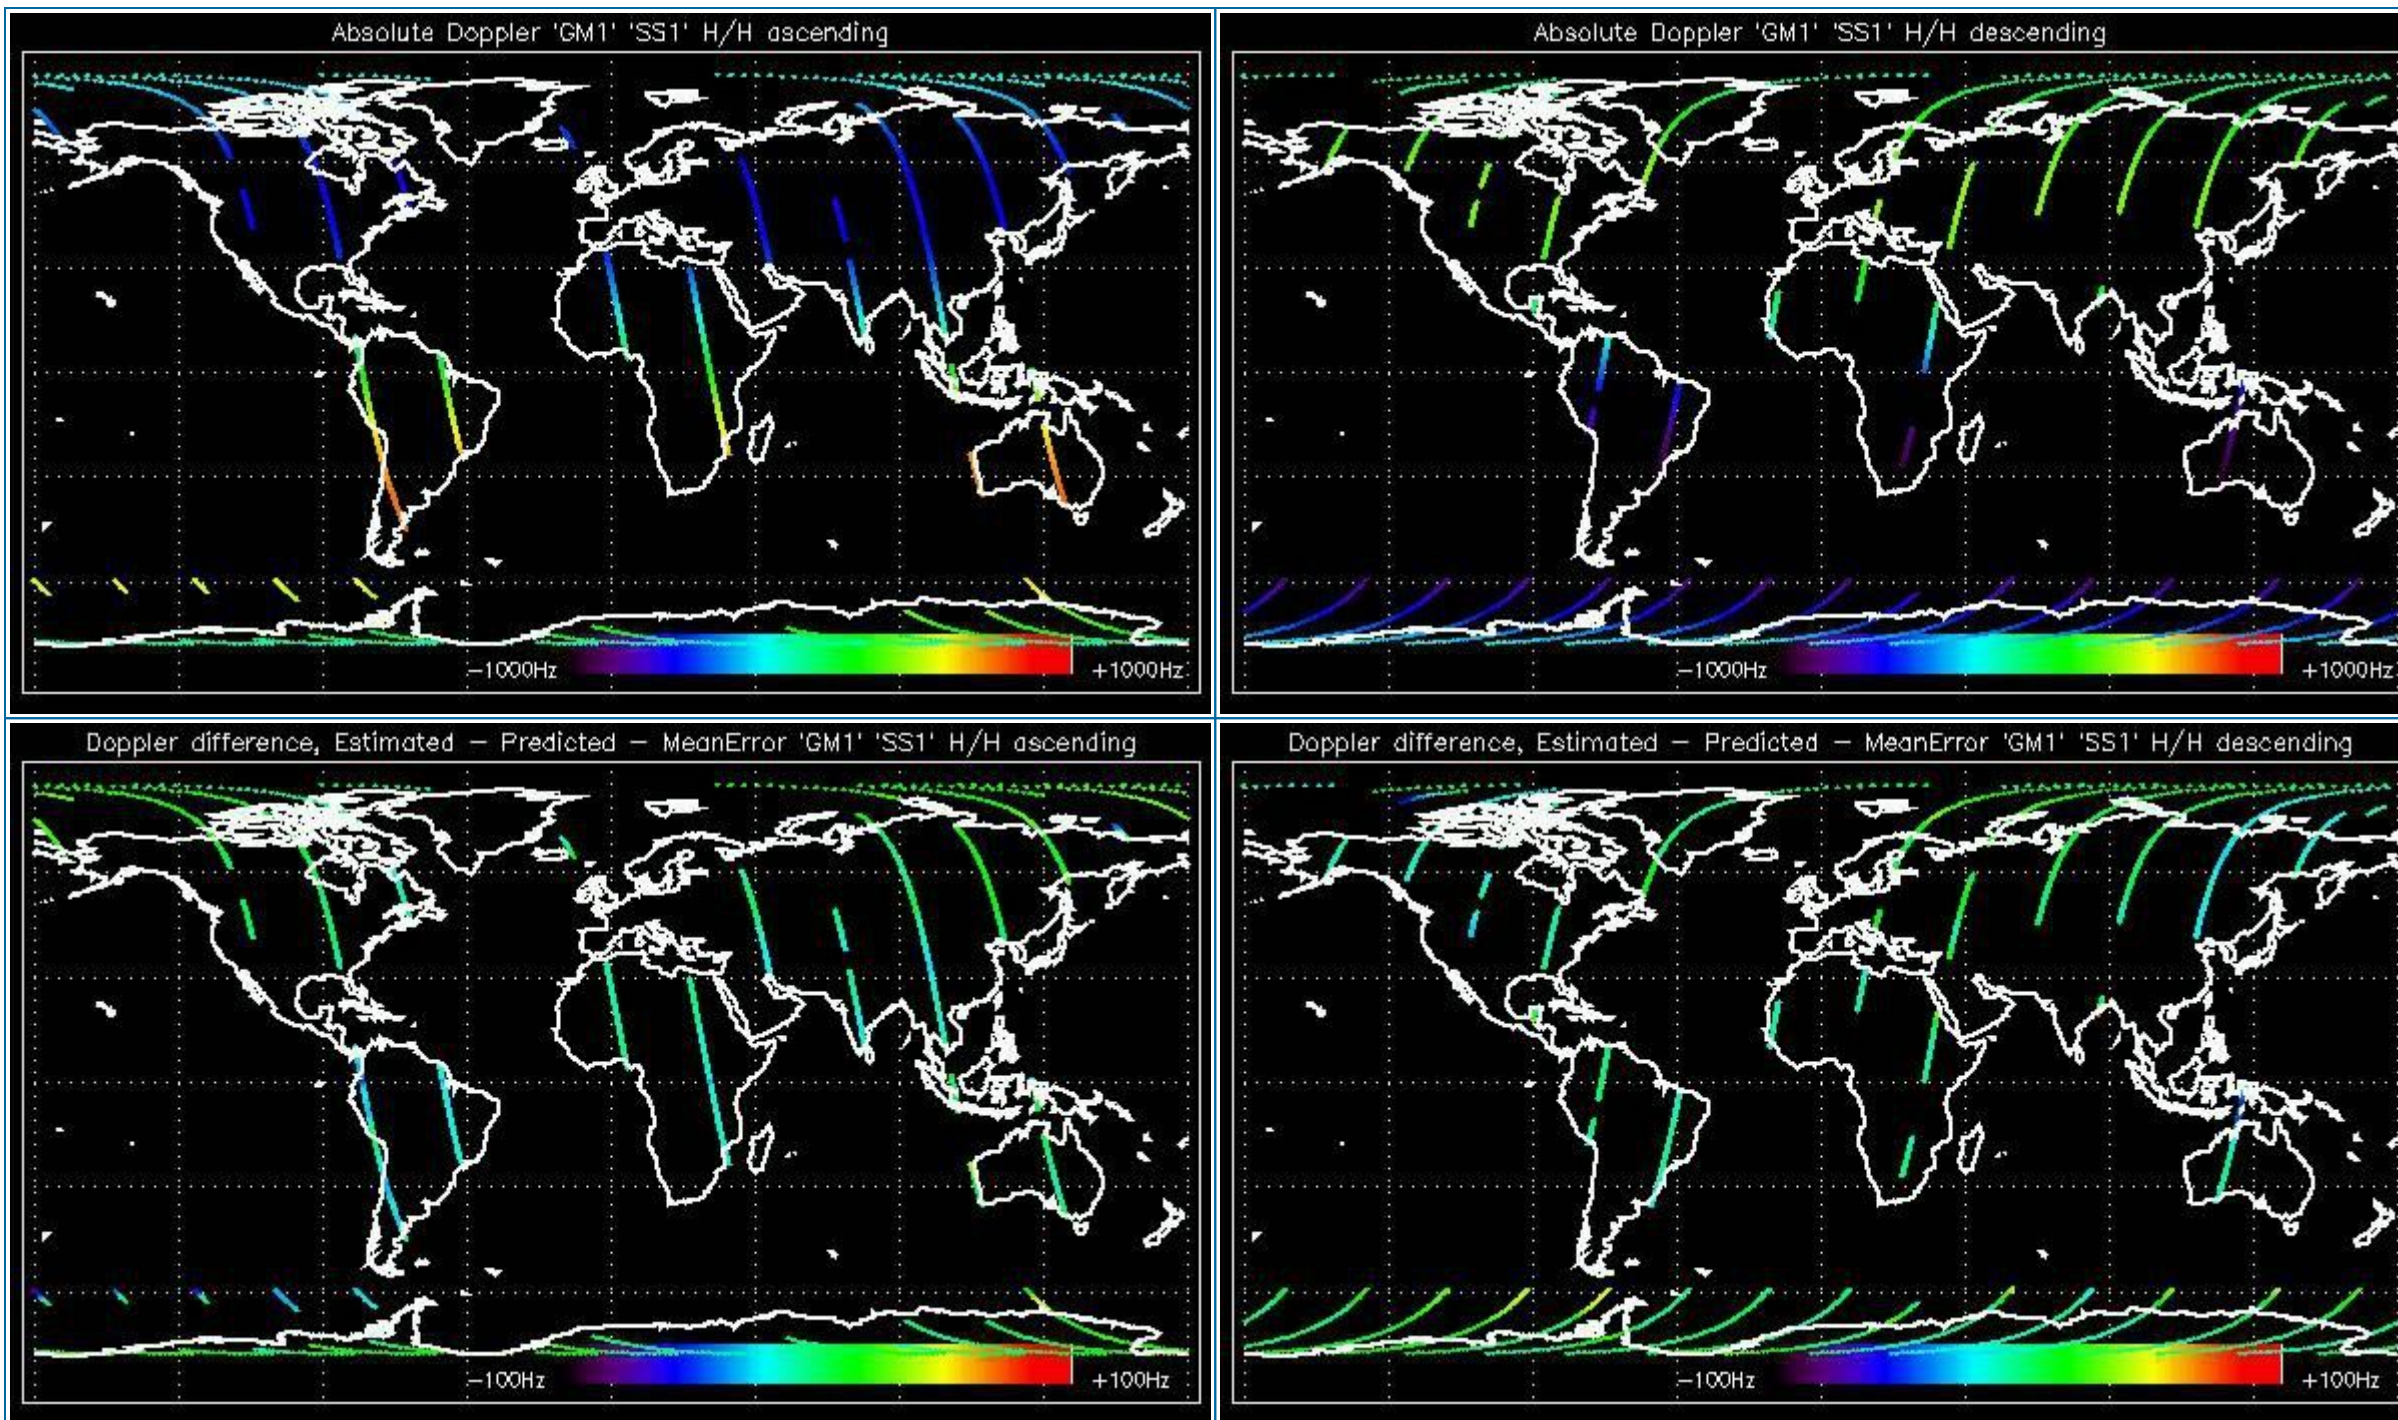 Absolute Doppler 'GM1' 'SS1' H/H ascending
-1000Hz
+1000Hz
Absolute Doppler 'GM1' 'SS1' H/H descending
-1000Hz
+1000Hz
Doppler difference, Estimated - Predicted - MeanError 'GM1' 'SS1' H/H ascending
-100Hz
+100Hz
Doppler difference, Estimated - Predicted - MeanError 'GM1' 'SS1' H/H descending
-100Hz
+100Hz